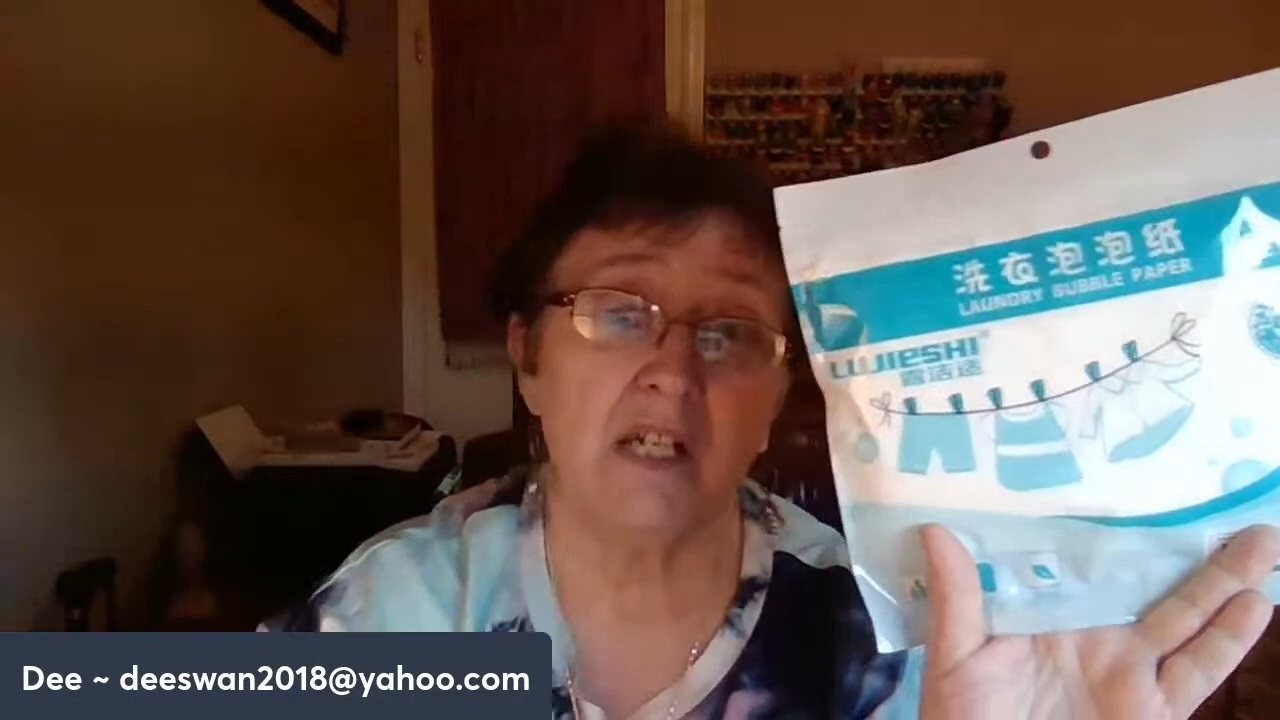 洗衣泡泡纸
LAUNDRY BUBBLE PAPER
LUJIESHI®
露洁适
Dee ~ deeswan2018@yahoo.com